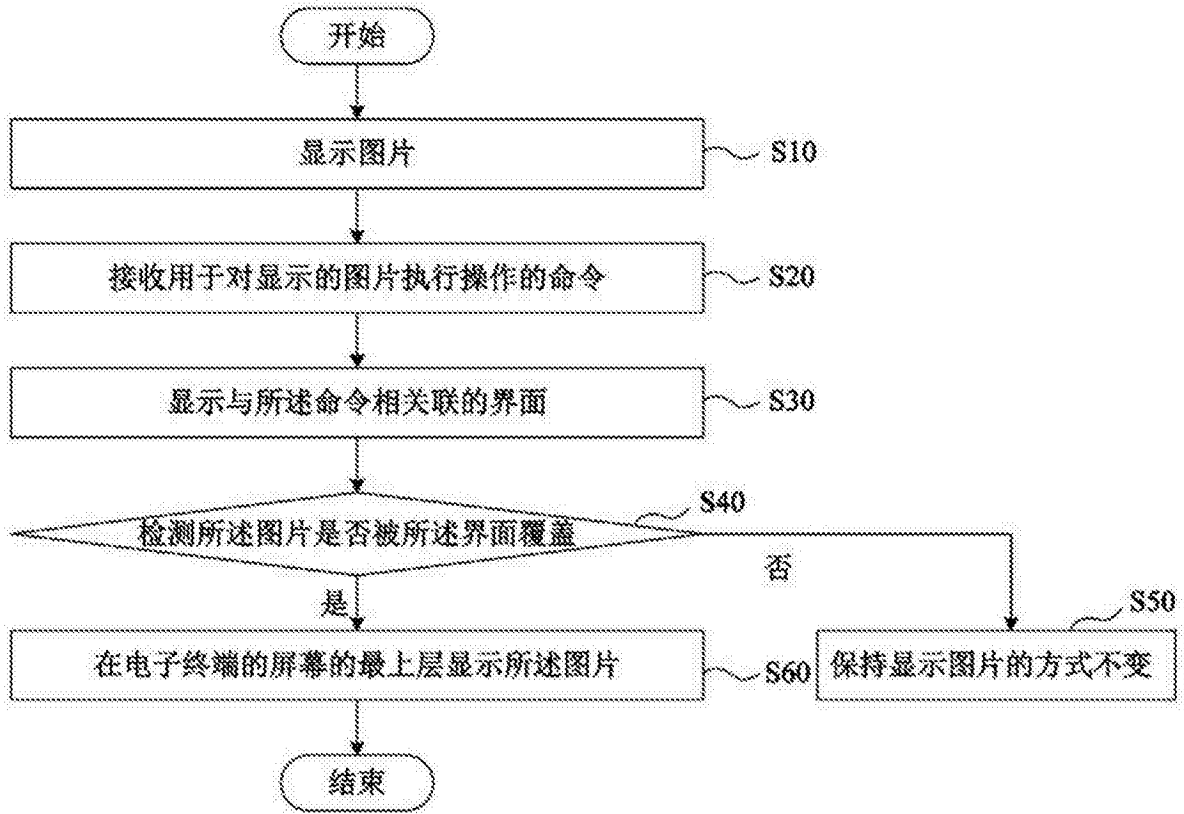 开始
显示图片
S10
接收用于对显示的图片执行操作的命令
S20
显示与所述命令相关联的界面
S30
检测所述图片是否被所述界面覆盖
S40
否
是
在电子终端的屏幕的最上层显示所述图片
S60
保持显示图片的方式不变
S50
结束